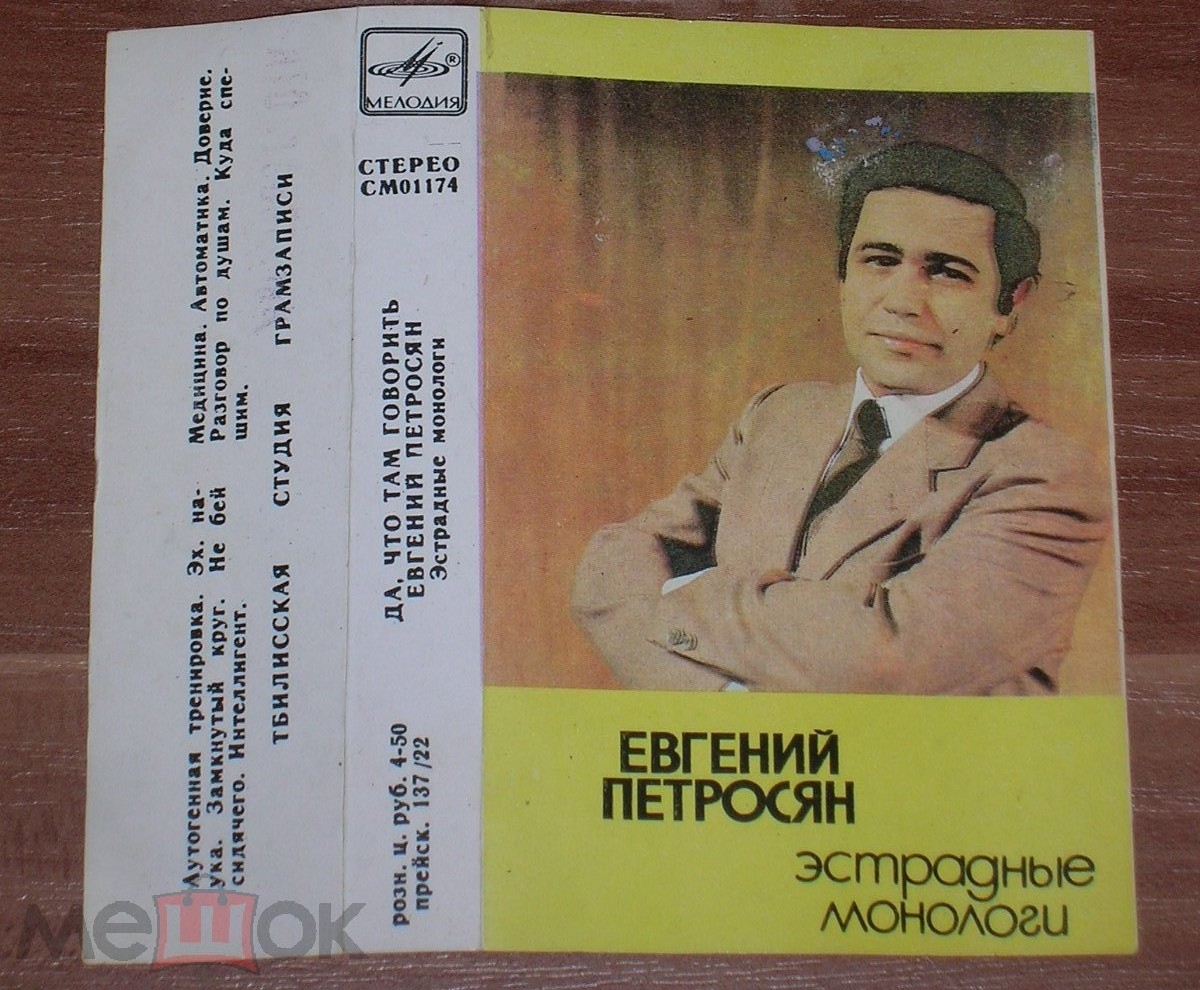 Аутогенная тренировка. Эх. на-
ука. Замкнутый круг. Не бей
сидячего. Интеллигент.
Медицина. Автоматика. Доверие.
Разговор по душам. Куда спе-
шим.
ТБИЛИССКАЯ СТУДИЯ ГРАМЗАПИСИ
МЕЛОДИЯ
®
СТЕРЕО
СМ01174
ДА, ЧТО ТАМ ГОВОРИТЬ
ЕВГЕНИЙ ПЕТРОСЯН
Эстрадные монологи
розн. ц. руб. 4-50
прейск. 137/22
ЕВГЕНИЙ
ПЕТРОСЯН
эстрадные
монологи
мешок